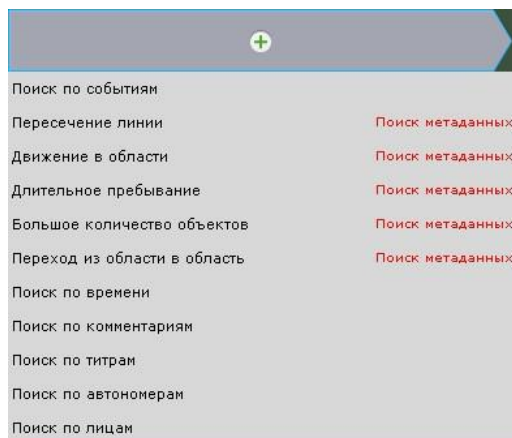 Поиск по событиям
Пересечение линии Поиск метаданных
Движение в области Поиск метаданных
Длительное пребывание Поиск метаданных
Большое количество объектов Поиск метаданных
Переход из области в область Поиск метаданных
Поиск по времени
Поиск по комментариям
Поиск по титрам
Поиск по автономерам
Поиск по лицам